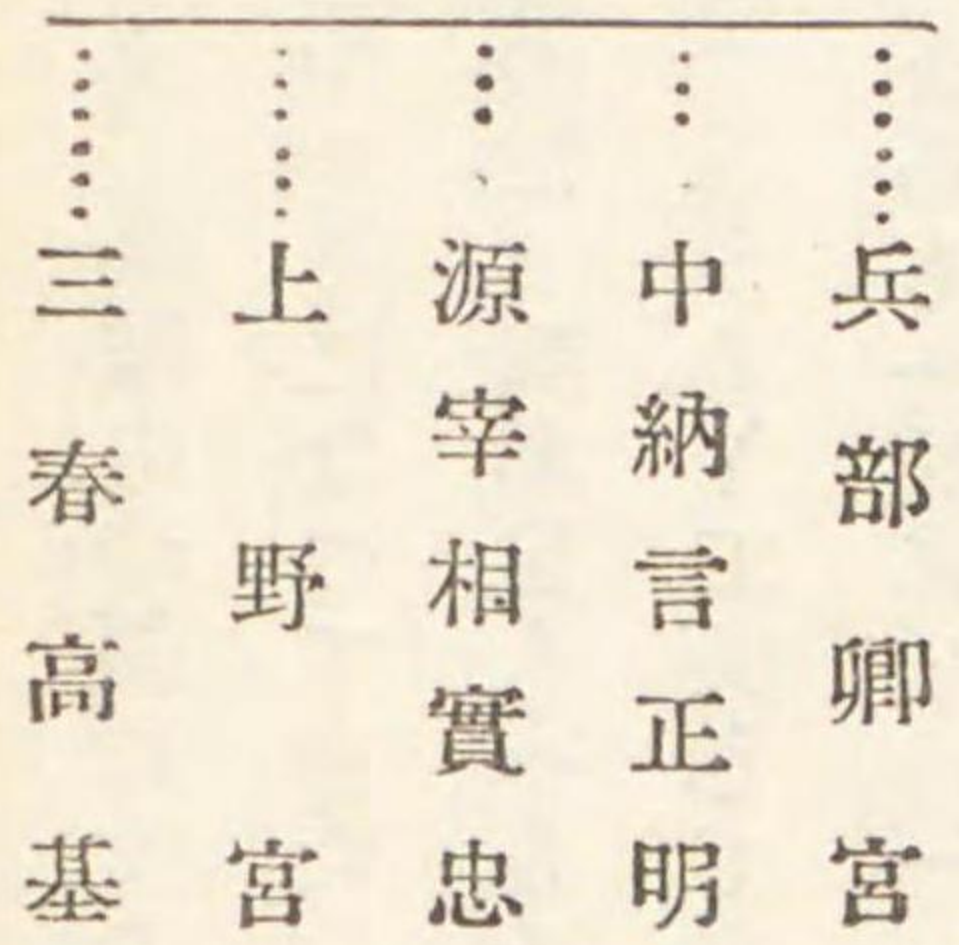 兵部卿宮
中納言正明
源宰相實忠
上野宮
三春高基